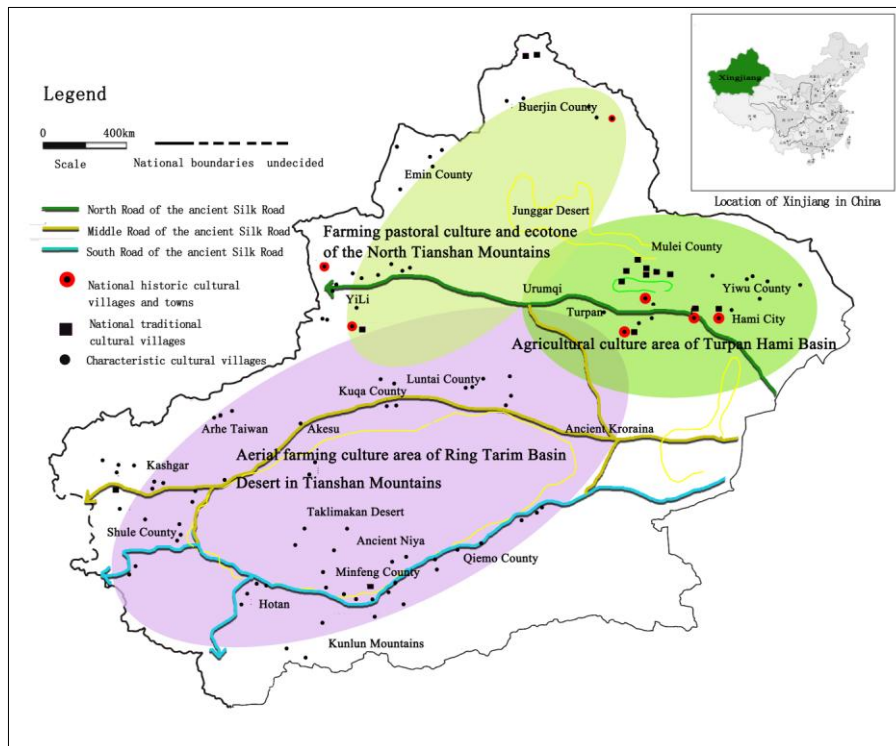 Legend
0 400km
Scale
National boundaries undecided
North Road of the ancient Silk Road
Middle Road of the ancient Silk Road
South Road of the ancient Silk Road
National historic cultural
villages and towns
National traditional
cultural villages
Characteristic cultural villages
Xingjiang
Location of Xinjiang in China
Buerjin County
Emin County
Junggar Desert
Farming pastoral culture and ecotone
of the North Tianshan Mountains
Mulei County
Urumqi
Yiwu County
YiLi
Turpan
Hami City
Agricultural culture area of Turpan Hami Basin
Luntai County
Kuqa County
Arhe Taiwan
Akesu
Ancient Kroraina
Aerial farming culture area of Ring Tarim Basin
Desert in Tianshan Mountains
Kashgar
Taklimakan Desert
Shule County
Ancient Niya
Qiemo County
Minfeng County
Hotan
Kunlun Mountains